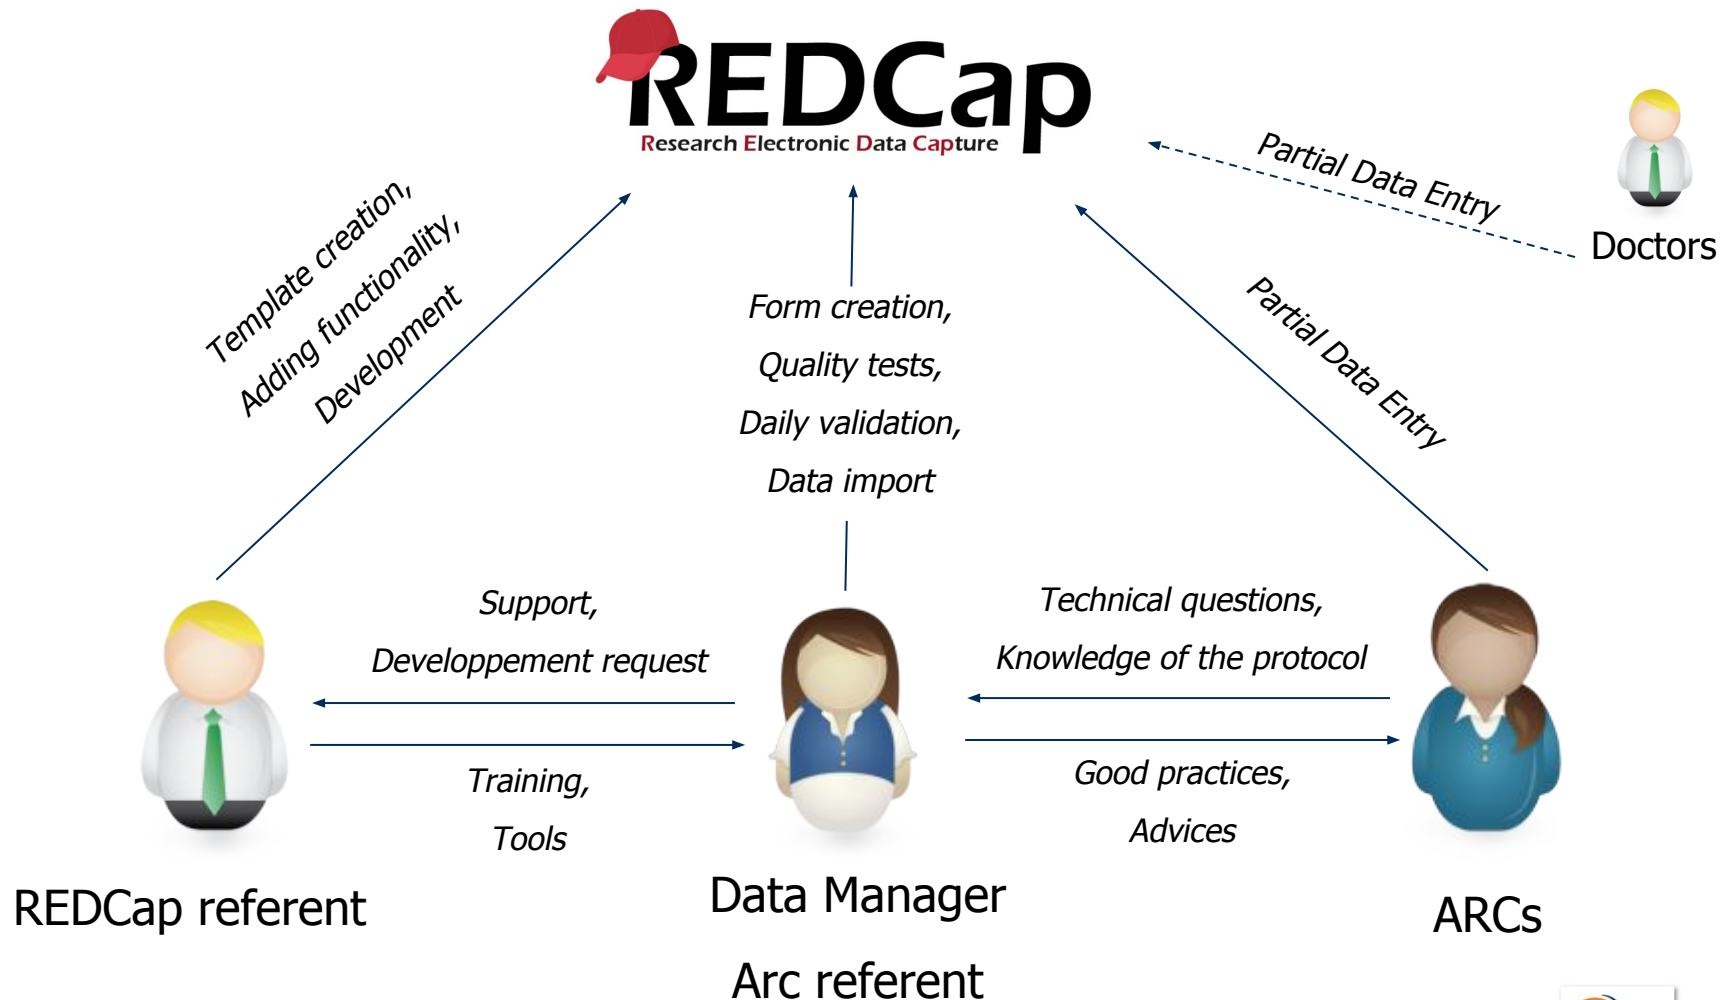 REDCap
Research Electronic Data Capture
Partial Data Entry
Doctors
Template creation,
Adding functionality,
Development
Form creation,
Quality tests,
Daily validation,
Data import
Partial Data Entry
Support,
Developpement request
Technical questions,
Knowledge of the protocol
Training,
Tools
Good practices,
Advices
REDCap referent
Data Manager
Arc referent
ARCs